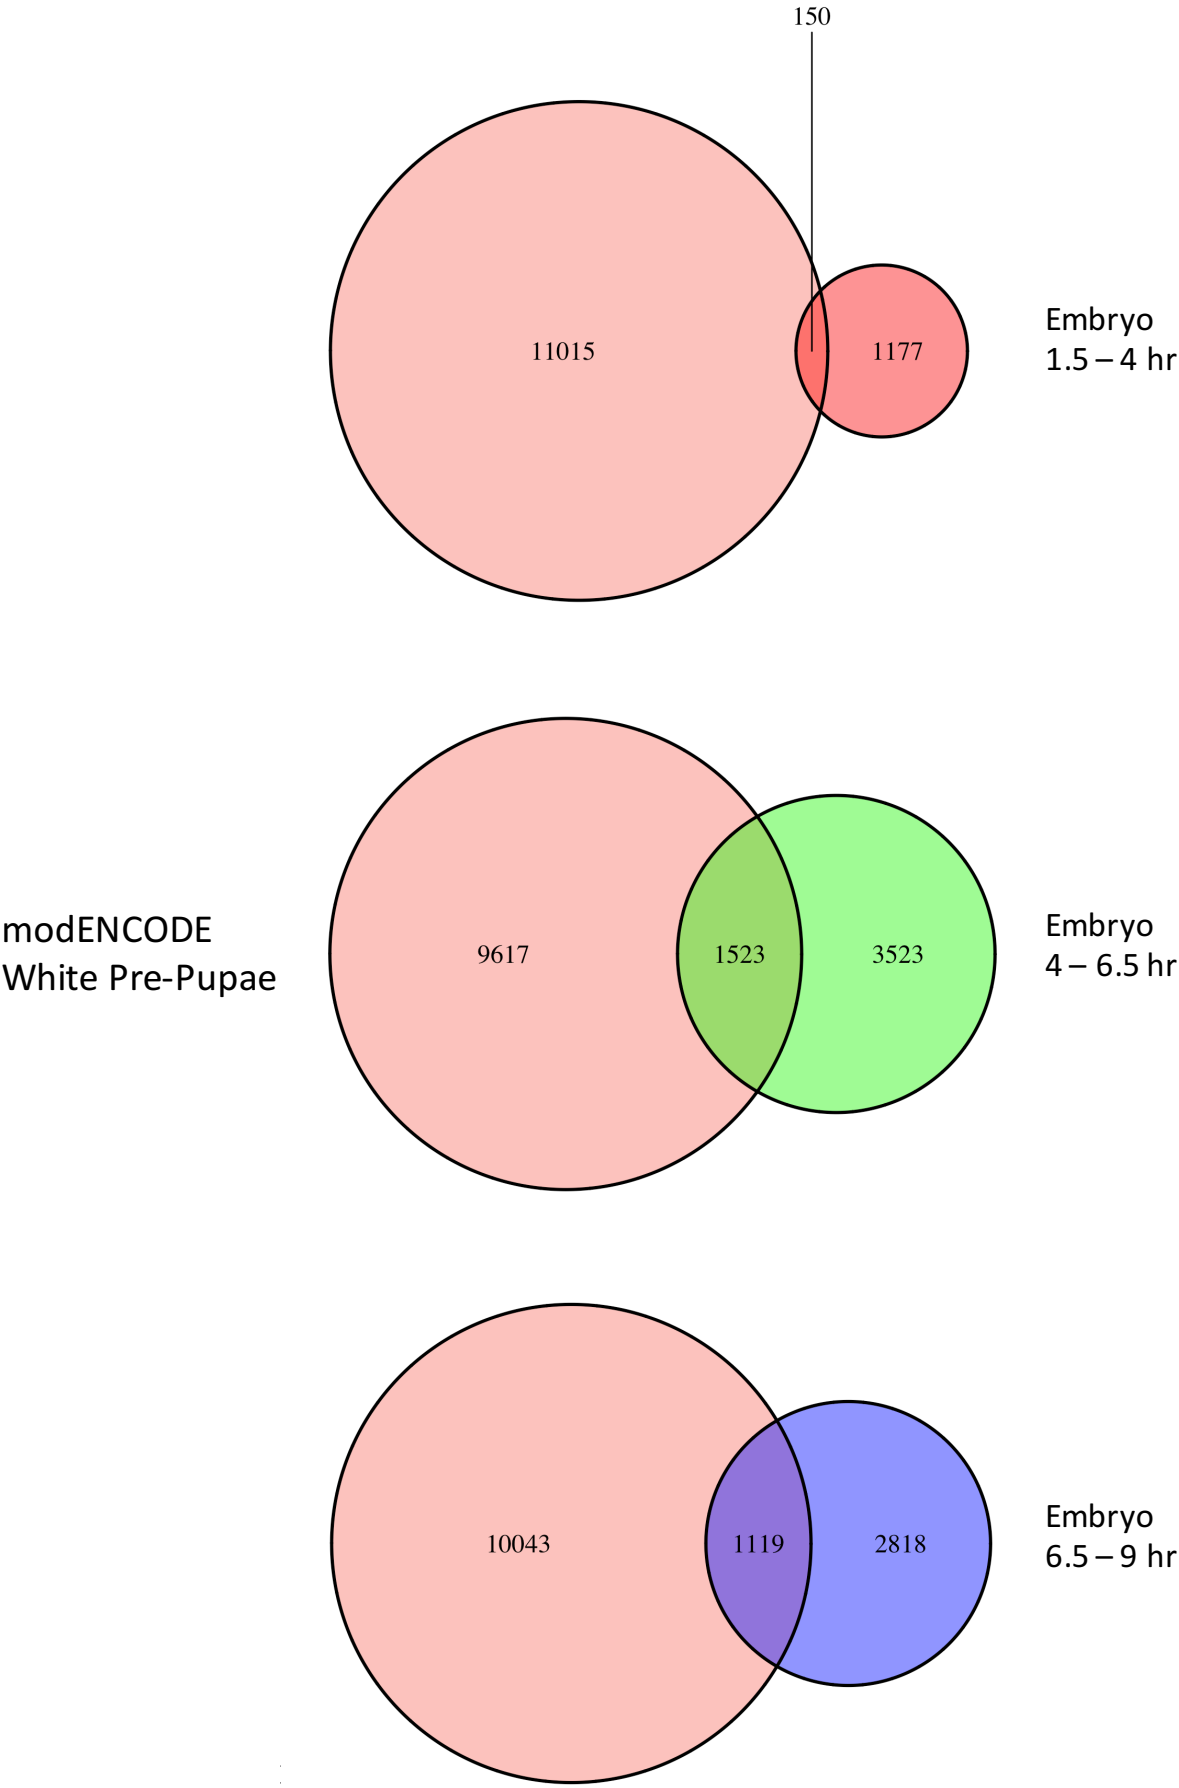 150
11015
1177
Embryo
1.5 – 4 hr
modENCODE
White Pre-Pupae
9617
1523
3523
Embryo
4 – 6.5 hr
10043
1119
2818
Embryo
6.5 – 9 hr